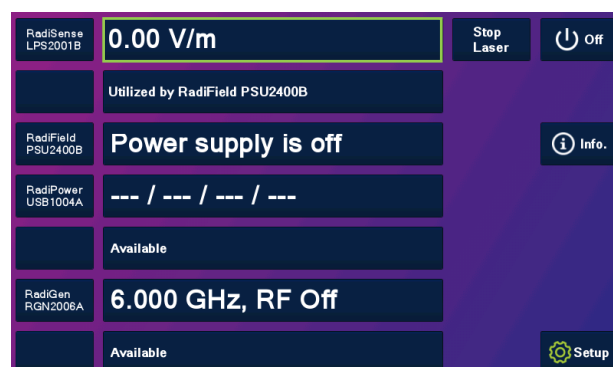 RadiSense
LPS2001B
0.00 V/m
Stop
Laser
Off
Utilized by RadiField PSU2400B
RadiField
PSU2400B
Power supply is off
Info.
RadiPower
USB1004A
--- / --- / --- / ---
Available
RadiGen
RGN2006A
6.000 GHz, RF Off
Available
Setup